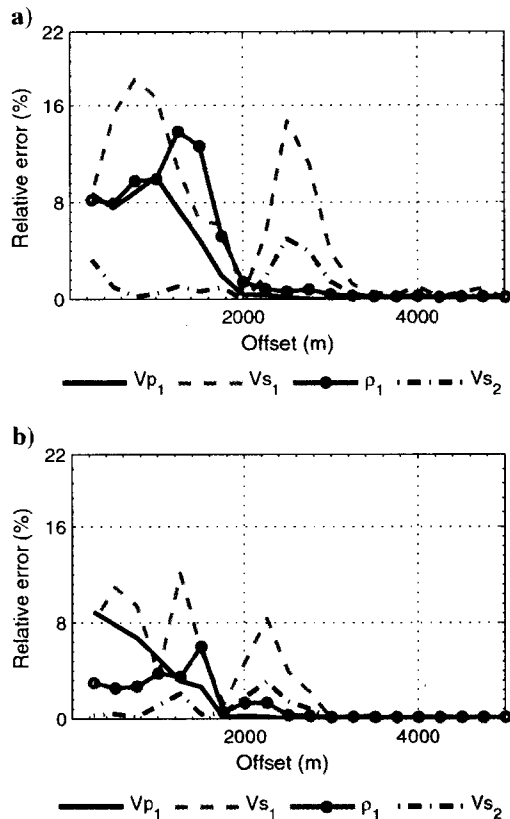 a)
22
16
8
0
Relative error (%)
2000
4000
Offset (m)
Vp1 Vs1 ρ1 Vs2
b)
22
16
8
0
Relative error (%)
2000
4000
Offset (m)
Vp1 Vs1 ρ1 Vs2